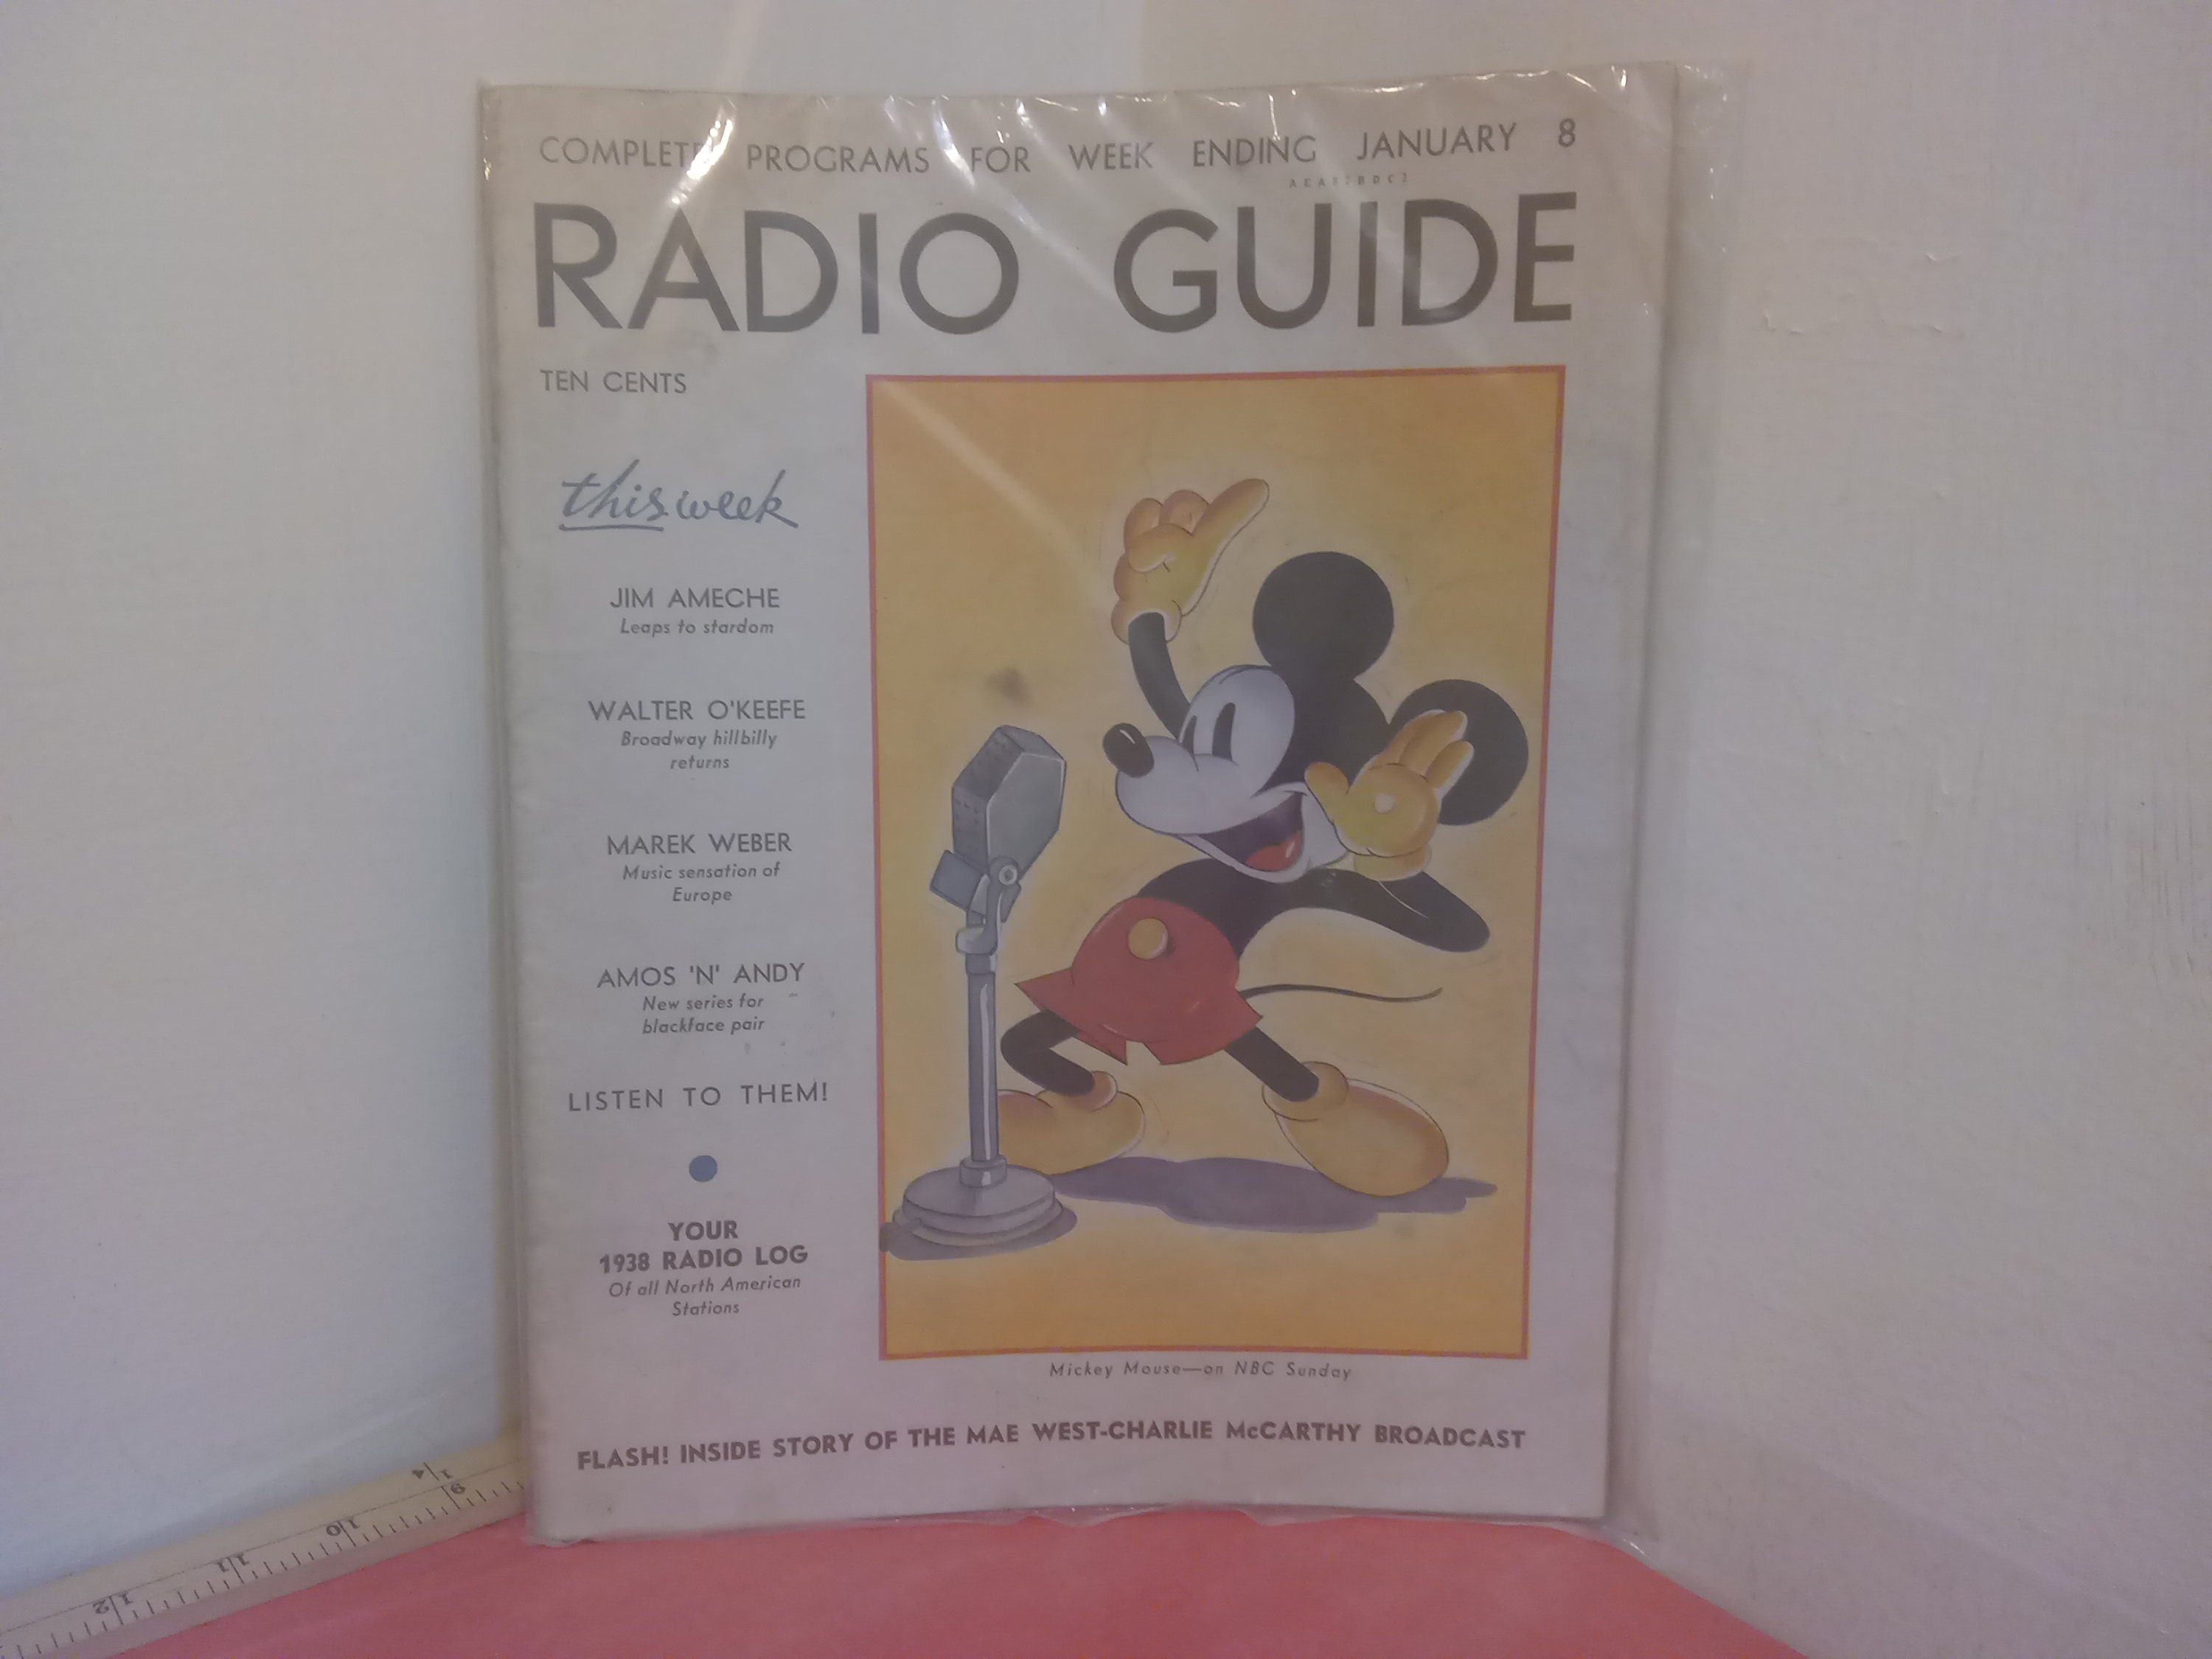 COMPLETE PROGRAMS FOR WEEK ENDING JANUARY 8
RADIO GUIDE
TEN CENTS
this week
JIM AMECHE
Leaps to stardom
WALTER O'KEEFE
Broadway hillbilly
returns
MAREK WEBER
Music sensation of
Europe
AMOS 'N' ANDY
New series for
blackface pair
LISTEN TO THEM!
YOUR
1938 RADIO LOG
Of all North American
Stations
Mickey Mouse—on NBC Sunday
FLASH! INSIDE STORY OF THE MAE WEST-CHARLIE McCARTHY BROADCAST
12 11 10 9